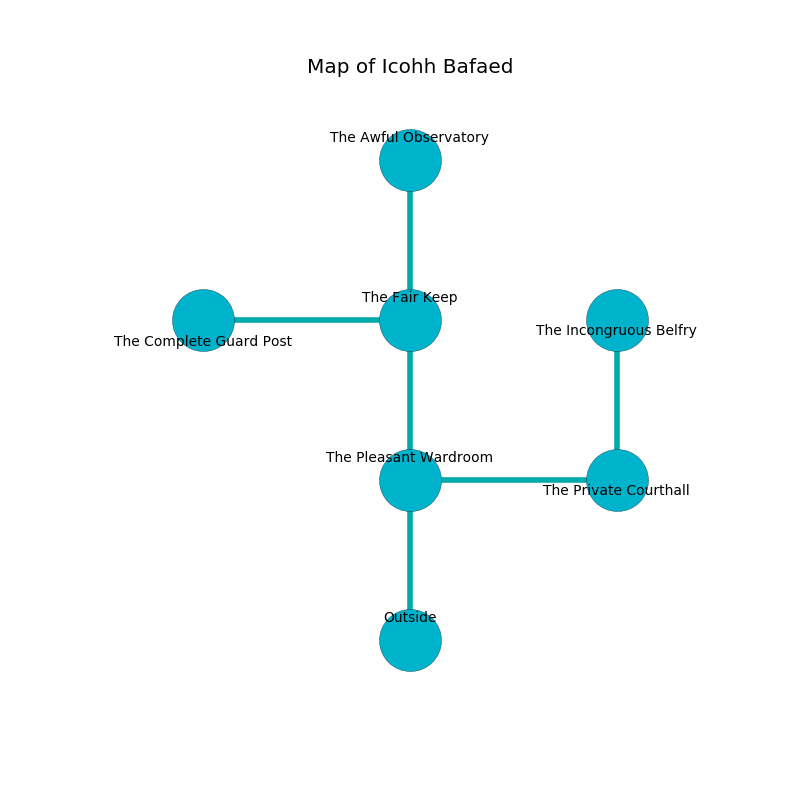 Map of Icohh Bafaed
The Awful Observatory
The Fair Keep
The Incongruous Belfry
The Complete Guard Post
The Pleasant Wardroom
The Private Courthall
Outside